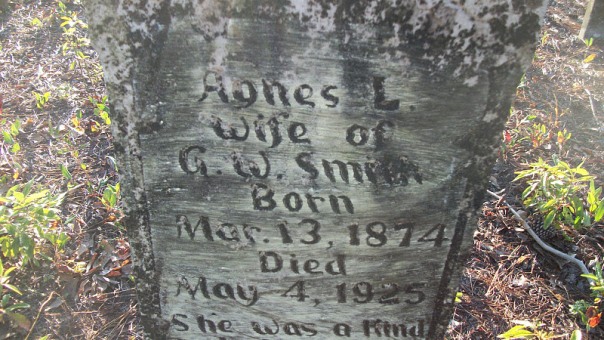 Agnes L.
Wife of
G. W. Smith
Born
Mar. 13, 1874
Died
May 4, 1925
She was a Kind